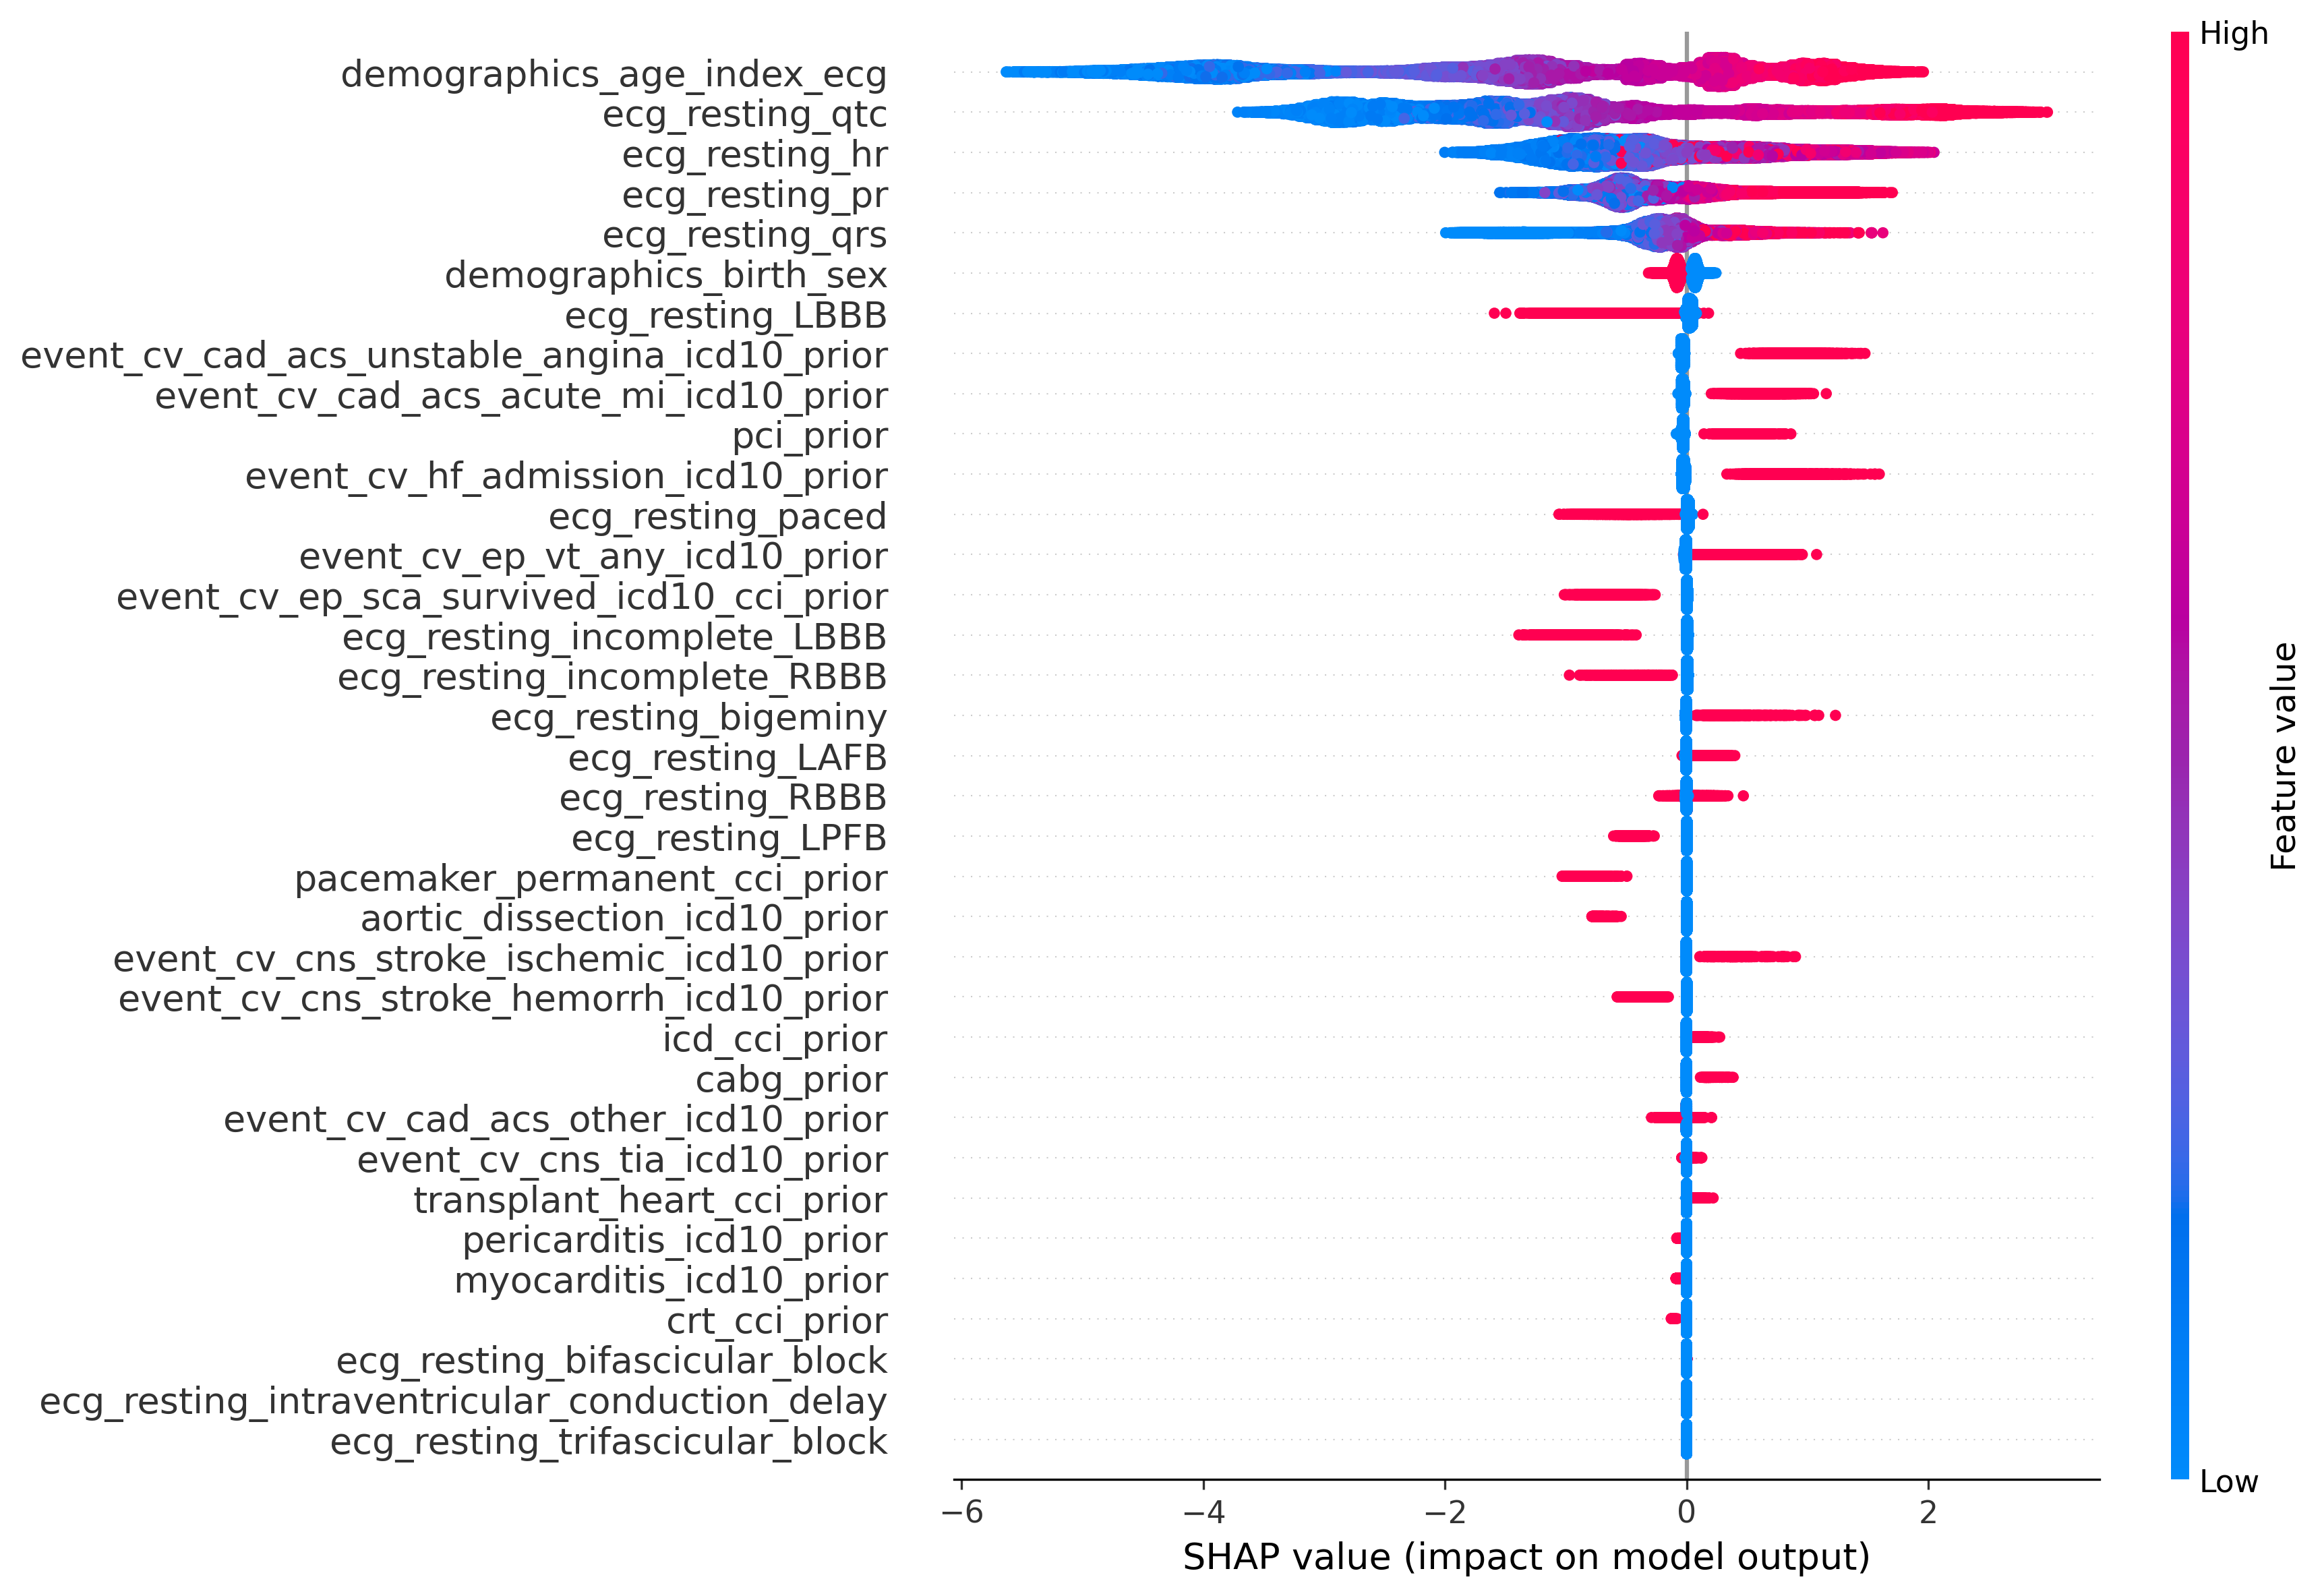 High
demographics_age_index_ecg
ecg_resting_qtc
ecg_resting_hr
ecg_resting_pr
ecg_resting_qrs
demographics_birth_sex
ecg_resting_LBBB
event_cv_cad_acs_unstable_angina_icd10_prior
event_cv_cad_acs_acute_mi_icd10_prior
pci_prior
event_cv_hf_admission_icd10_prior
ecg_resting_paced
event_cv_ep_vt_any_icd10_prior
event_cv_ep_sca_survived_icd10_cci_prior
ecg_resting_incomplete_LBBB
ecg_resting_incomplete_RBBB
ecg_resting_bigeminy
ecg_resting_LAFB
ecg_resting_RBBB
ecg_resting_LPFB
pacemaker_permanent_cci_prior
aortic_dissection_icd10_prior
event_cv_cns_stroke_ischemic_icd10_prior
event_cv_cns_stroke_hemorrh_icd10_prior
icd_cci_prior
cabg_prior
event_cv_cad_acs_other_icd10_prior
event_cv_cns_tia_icd10_prior
transplant_heart_cci_prior
pericarditis_icd10_prior
myocarditis_icd10_prior
crt_cci_prior
ecg_resting_bifascicular_block
ecg_resting_intraventricular_conduction_delay
ecg_resting_trifascicular_block
Feature value
Low
−6 −4 −2 0 2
SHAP value (impact on model output)